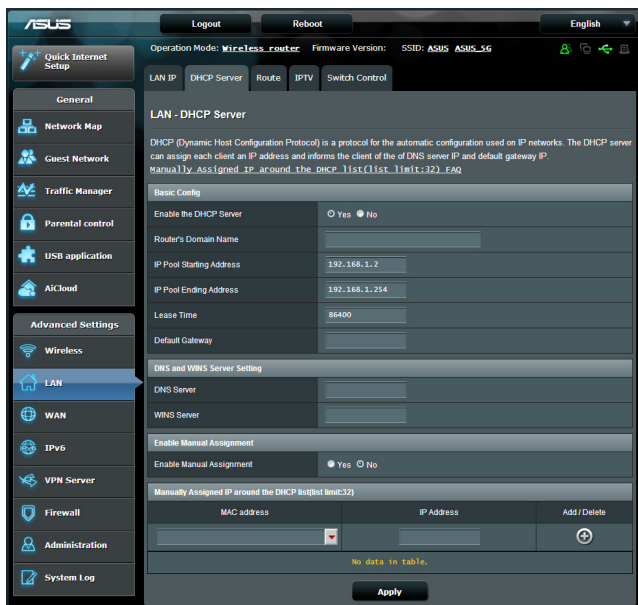 ASUS Logout Reboot English
Quick Internet Setup
Operation Mode: Wireless router Firmware Version: SSID: ASUS ASUS_5G
LAN IP DHCP Server Route IPTV Switch Control
General
Network Map
Guest Network
Traffic Manager
Parental control
USB application
AiCloud
Advanced Settings
Wireless
LAN
WAN
IPv6
VPN Server
Firewall
Administration
System Log
LAN - DHCP Server
DHCP (Dynamic Host Configuration Protocol) is a protocol for the automatic configuration used on IP networks. The DHCP server
can assign each client an IP address and informs the client of the of DNS server IP and default gateway IP.
Manually Assigned IP around the DHCP list(list limit:32) FAQ
Basic Config
Enable the DHCP Server Yes No
Router's Domain Name
IP Pool Starting Address 192.168.1.2
IP Pool Ending Address 192.168.1.254
Lease Time 86400
Default Gateway
DNS and WINS Server Setting
DNS Server
WINS Server
Enable Manual Assignment
Enable Manual Assignment Yes No
Manually Assigned IP around the DHCP list(list limit:32)
MAC address IP Address Add / Delete
No data in table.
Apply